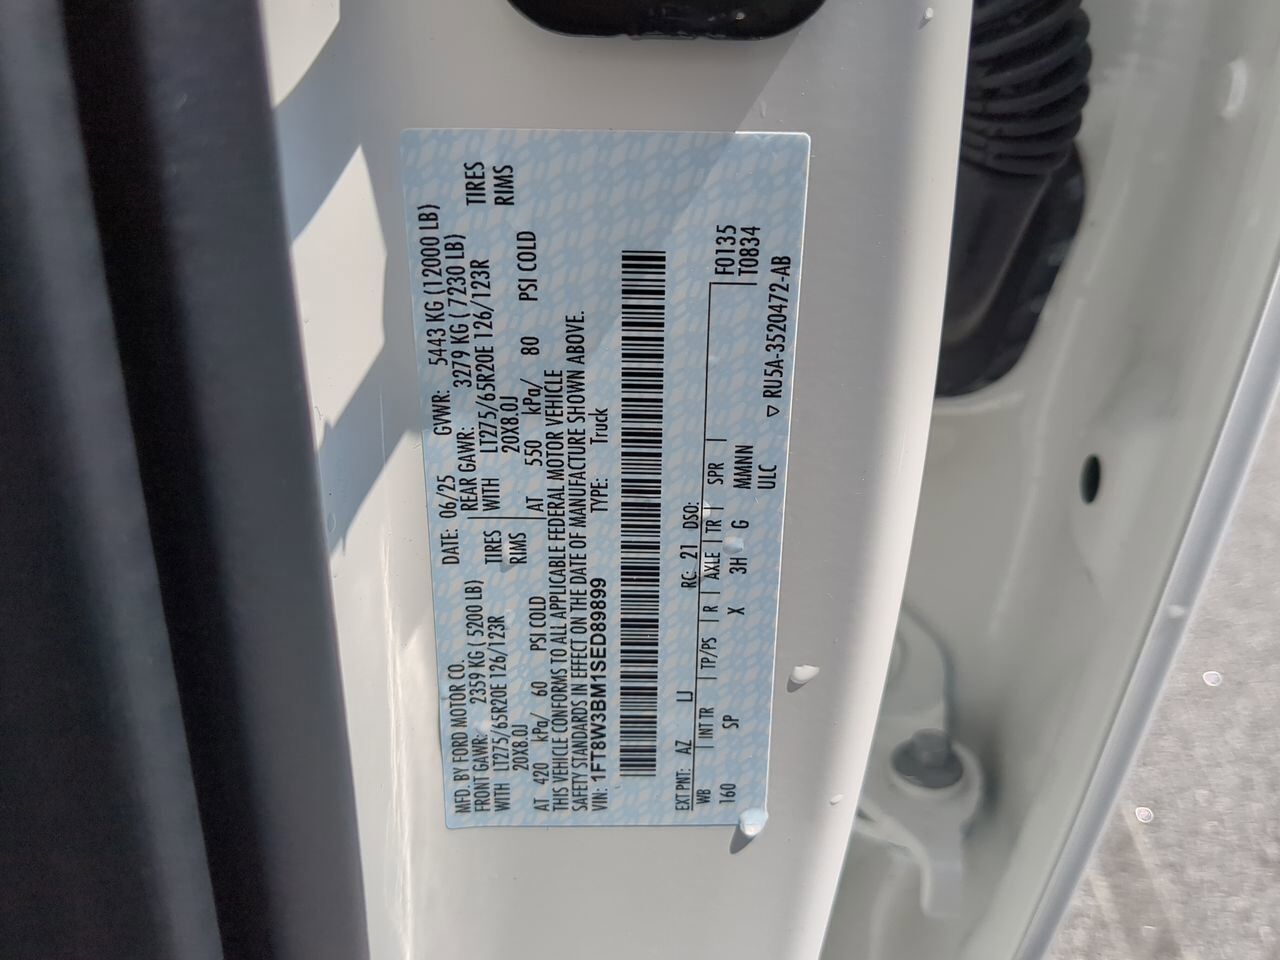 MFD. BY FORD MOTOR CO.
DATE: 06/25 GVWR: 5443 KG (12000 LB)
FRONT GAWR: 2359 KG ( 5200 LB) REAR GAWR: 3279 KG ( 7230 LB)
WITH LT275/65R20E 126/123R TIRES WITH LT275/65R20E 126/123R TIRES
20X8.0J RIMS 20X8.0J RIMS
AT 420 kPa/ 60 PSI COLD AT 550 kPa/ 80 PSI COLD
THIS VEHICLE CONFORMS TO ALL APPLICABLE FEDERAL MOTOR VEHICLE
SAFETY STANDARDS IN EFFECT ON THE DATE OF MANUFACTURE SHOWN ABOVE.
VIN: 1FT8W3BM1SED89899 TYPE: Truck
EXT PNT: AZ LJ RC: 21 DSO:
WB INT TR TP/PS R AXLE TR SPR F0135
160 SP X 3H G MMNN T0834
ULC
▽ RU5A-3520472-AB